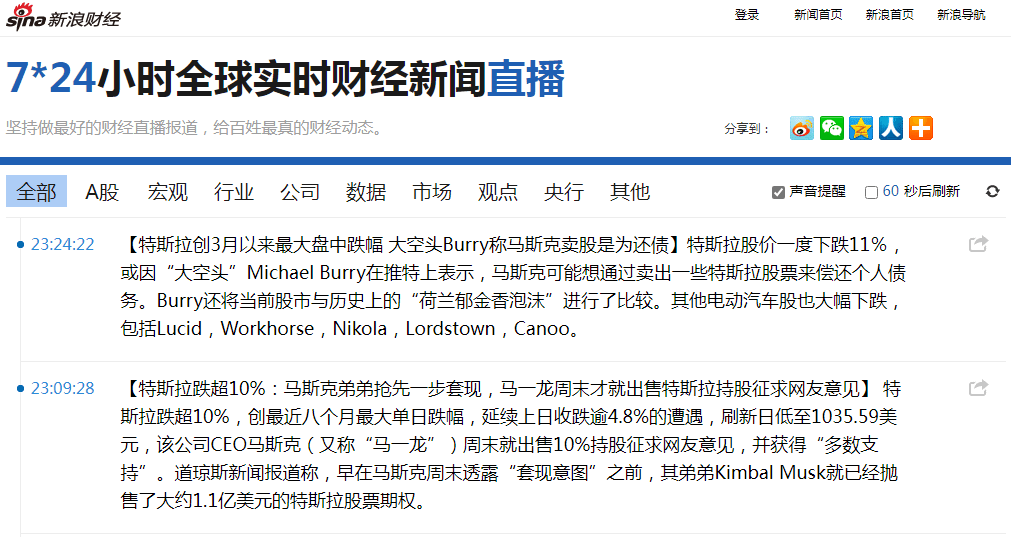 sina 新浪财经
登录 新闻首页 新浪首页 新浪导航
7*24小时全球实时财经新闻直播
坚持做最好的财经直播报道，给百姓最真的财经动态。
分享到：
全部 A股 宏观 行业 公司 数据 市场 观点 央行 其他 声音提醒 60 秒后刷新
23:24:22 【特斯拉创3月以来最大盘中跌幅 大空头Burry称马斯克卖股是为还债】特斯拉股价一度下跌11%，
或因“大空头”Michael Burry在推特上表示，马斯克可能想通过卖出一些特斯拉股票来偿还个人债
务。Burry还将当前股市与历史上的“荷兰郁金香泡沫”进行了比较。其他电动汽车股也大幅下跌，
包括Lucid，Workhorse，Nikola，Lordstown，Canoo。
23:09:28 【特斯拉跌超10%：马斯克弟弟抢先一步套现，马一龙周末才就出售特斯拉持股征求网友意见】 特
斯拉跌超10%，创最近八个月最大单日跌幅，延续上日收跌逾4.8%的遭遇，刷新日低至1035.59美
元，该公司CEO马斯克（又称“马一龙”）周末就出售10%持股征求网友意见，并获得“多数支
持”。道琼斯新闻报道称，早在马斯克周末透露“套现意图”之前，其弟弟Kimbal Musk就已经抛
售了大约1.1亿美元的特斯拉股票期权。